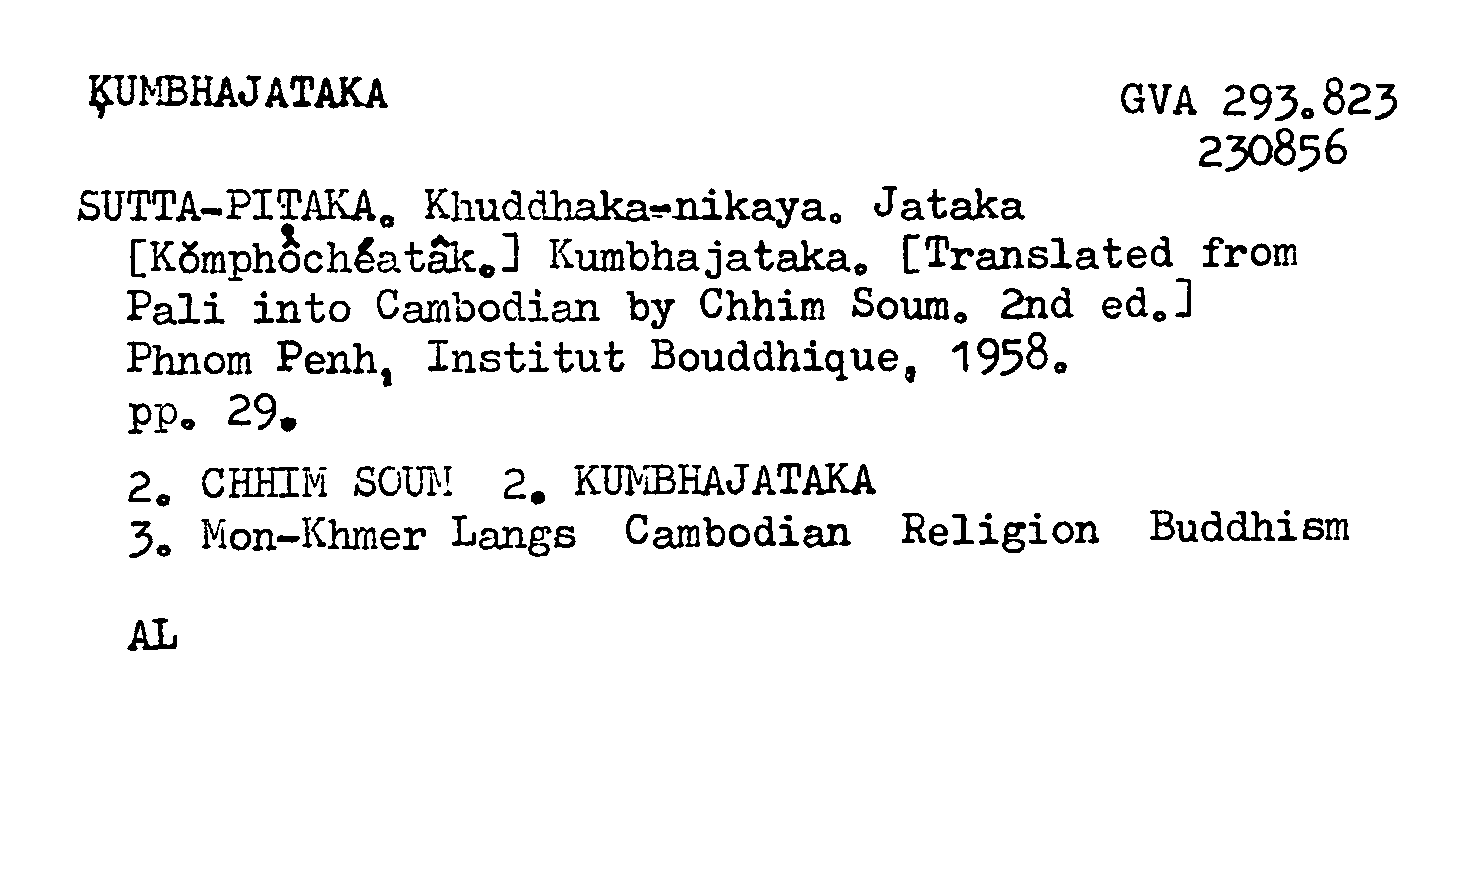 ĶUMBHAJATAKA
GVA 293.823
230856
SUTTA-PIṬAKA. Khuddhaka-nikaya. Jataka
[Kŏmphôchéatâk.] Kumbhajataka. [Translated from
Pali into Cambodian by Chhim Soum. 2nd ed.]
Phnom Penh, Institut Bouddhique, 1958.
pp. 29.
2. CHHIM SOUM 2. KUMBHAJATAKA
3. Mon-Khmer Langs Cambodian Religion Buddhism
AL